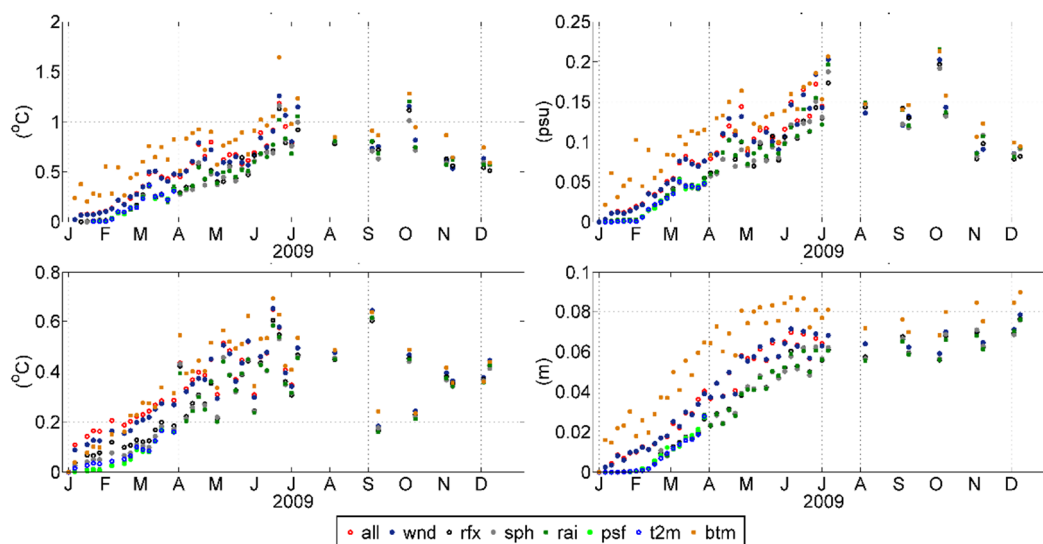 2
1.5
1
0.5
0
(°C)
J F M A M J J A S O N D
2009
0.25
0.2
0.15
0.1
0.05
0
(psu)
J F M A M J J A S O N D
2009
0.8
0.6
0.4
0.2
0
(°C)
J F M A M J J A S O N D
2009
0.1
0.08
0.06
0.04
0.02
0
(m)
J F M A M J J A S O N D
2009
all wnd rfx sph rai psf t2m btm